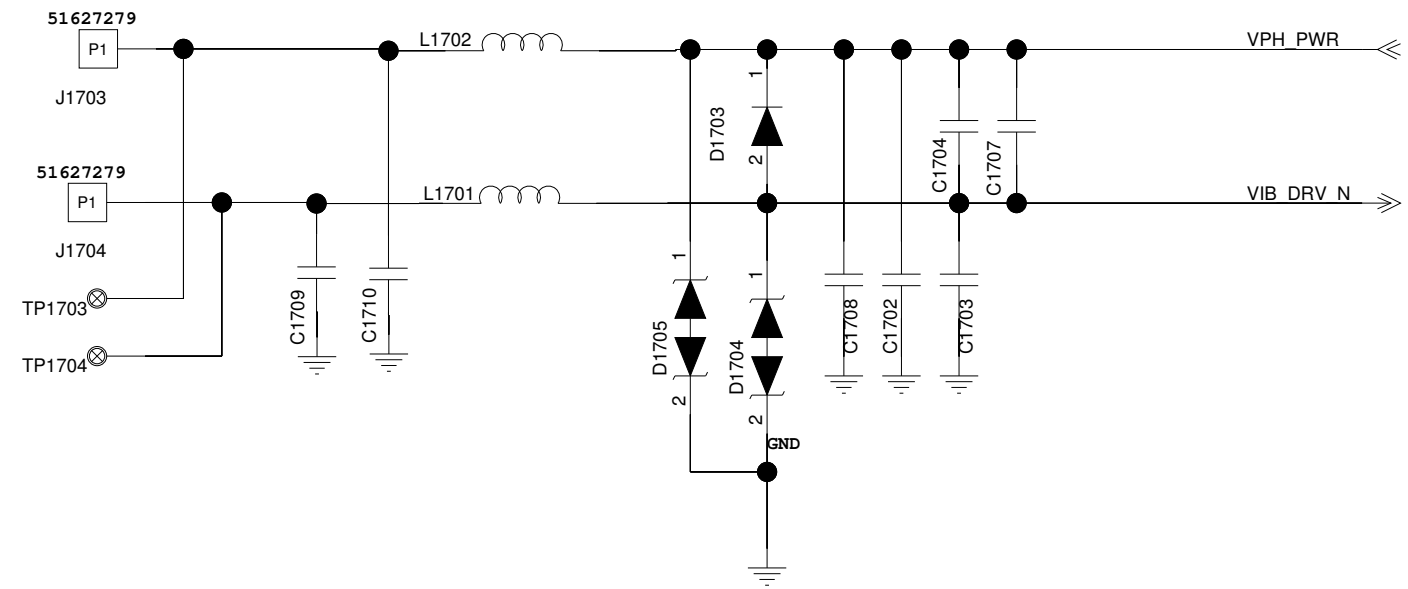 51627279
P1
J1703
L1702
VPH_PWR
1
D1703
2
C1704
C1707
51627279
P1
J1704
L1701
VIB_DRV_N
TP1703
TP1704
C1709
C1710
1
D1705
2
1
D1704
2
C1708
C1702
C1703
GND